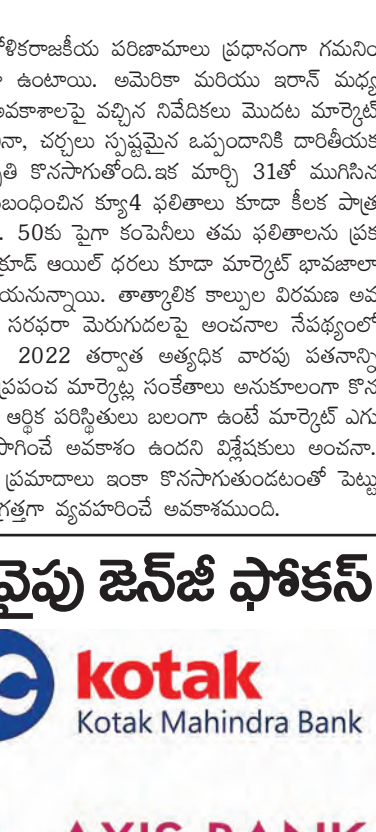 ళికరాజకీయ పరిణామాలు ప్రధానంగా గమనిం
ఉంటాయి. అమెరికా మరియు ఇరాన్ మధ్య
అవకాశాలపై వచ్చిన నివేదికలు మొదట మార్కెట్
నా, చర్చలు స్పష్టమైన ఒప్పందానికి దారితీయక
తి కొనసాగుతోంది.ఇక మార్చి 31తో ముగిసిన
బంధించిన క్యూ4 ఫలితాలు కూడా కీలక పాత్ర
. 50కు పైగా కంపెనీలు తమ ఫలితాలను ప్రక
క్రూడ్ ఆయిల్ ధరలు కూడా మార్కెట్ భావజాలా
యనున్నాయి. తాత్కాలిక కాల్పుల విరమణ అవ
సరఫరా మెరుగుదలపై అంచనాల నేపథ్యంలో
2022 తర్వాత అత్యధిక వారపు పతనాన్ని
ప్రపంచ మార్కెట్ల సంకేతాలు అనుకూలంగా కొన
ఆర్థిక పరిస్థితులు బలంగా ఉంటే మార్కెట్ ఎగు
సాగించే అవకాశం ఉందని విశ్లేషకులు అంచనా.
ప్రమాదాలు ఇంకా కొనసాగుతుండటంతో పెట్టు
గ్రత్తగా వ్యవహరించే అవకాశముంది.
వైపు జెన్‌జీ ఫోకస్
kotak
Kotak Mahindra Bank
AXIS BANK